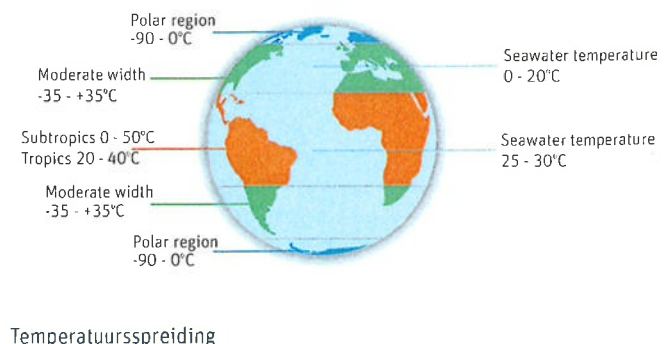 Polar region
-90 - 0°C
Seawater temperature
0 - 20°C
Moderate width
-35 - +35°C
Subtropics 0 - 50°C
Tropics 20 - 40°C
Seawater temperature
25 - 30°C
Moderate width
-35 - +35°C
Polar region
-90 - 0°C
Temperatuursspreiding